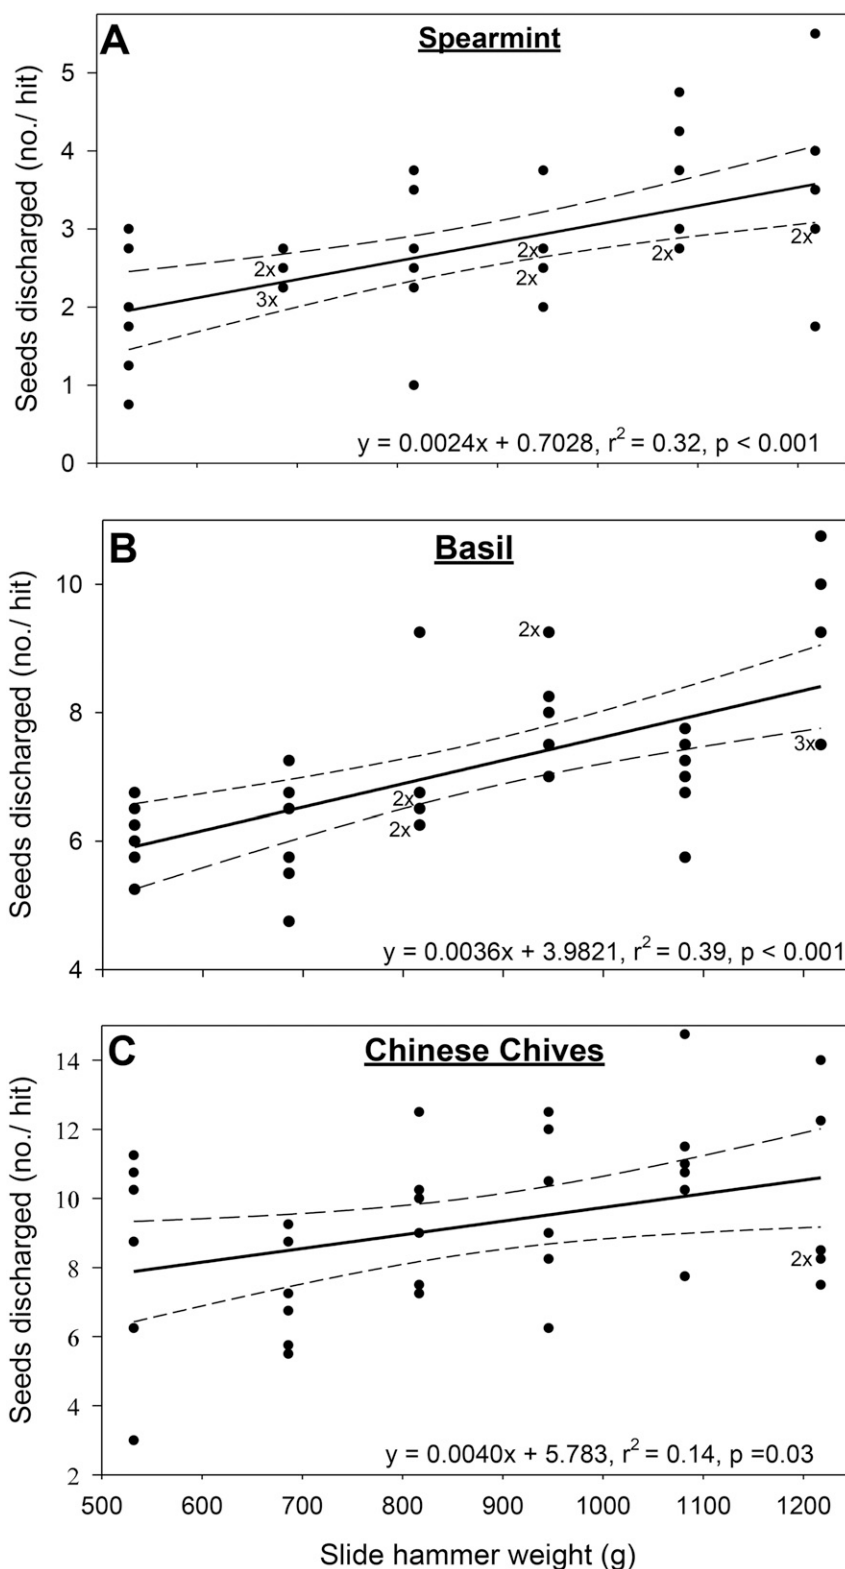 A
Spearmint
Seeds discharged (no./ hit)
5
4
3
2
1
0
2x
3x
2x
2x
2x
2x
y = 0.0024x + 0.7028, r2 = 0.32, p < 0.001
B
Basil
Seeds discharged (no./ hit)
10
8
6
4
2x
2x
2x
3x
y = 0.0036x + 3.9821, r2 = 0.39, p < 0.001
C
Chinese Chives
Seeds discharged (no./ hit)
14
12
10
8
6
4
2
2x
y = 0.0040x + 5.783, r2 = 0.14, p =0.03
500 600 700 800 900 1000 1100 1200
Slide hammer weight (g)